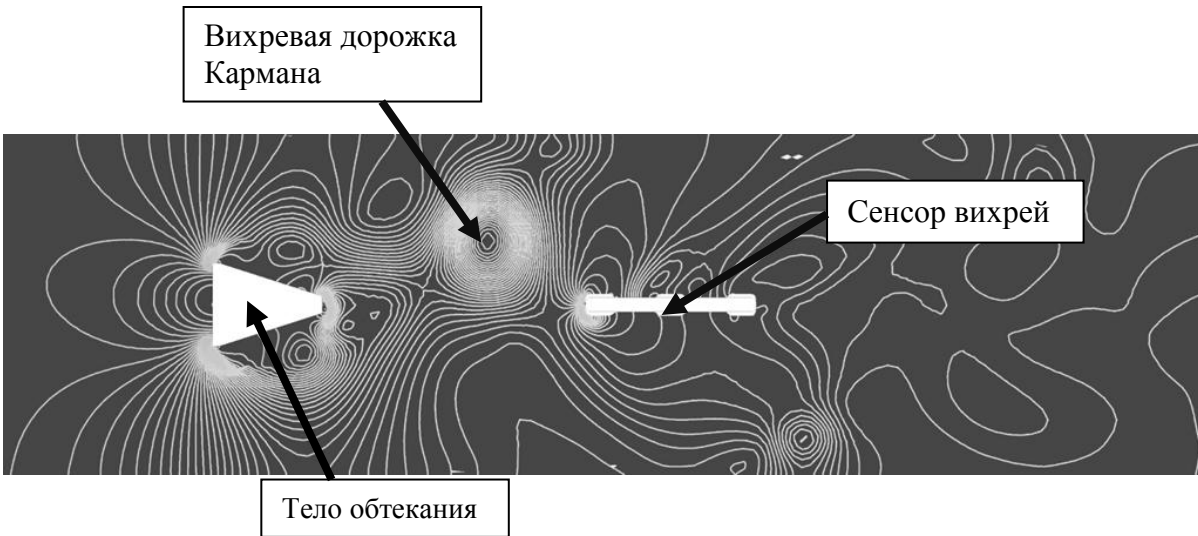 Вихревая дорожка
Кармана
Сенсор вихрей
Тело обтекания